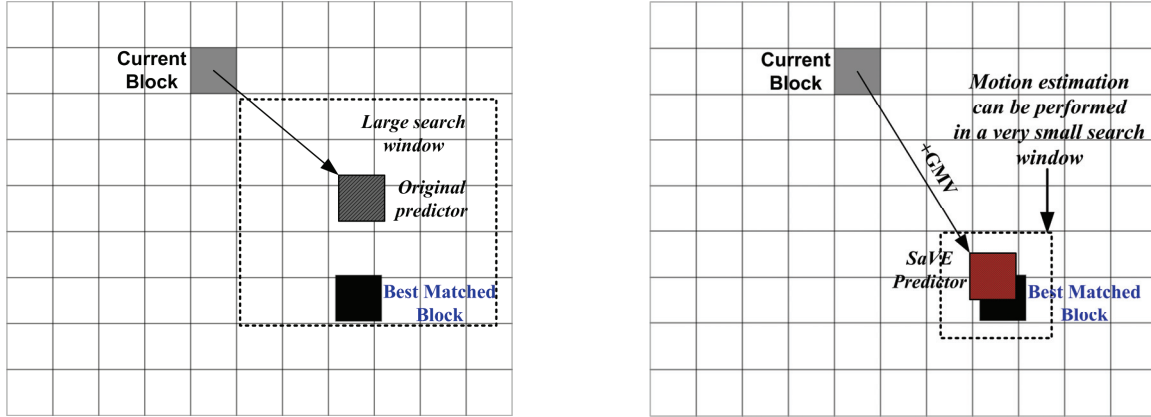 Current
Block
Large search
window
Original
predictor
Best Matched
Block
Current
Block
Motion estimation
can be performed
in a very small search
window
+GMV
SaVE
Predictor
Best Matched
Block